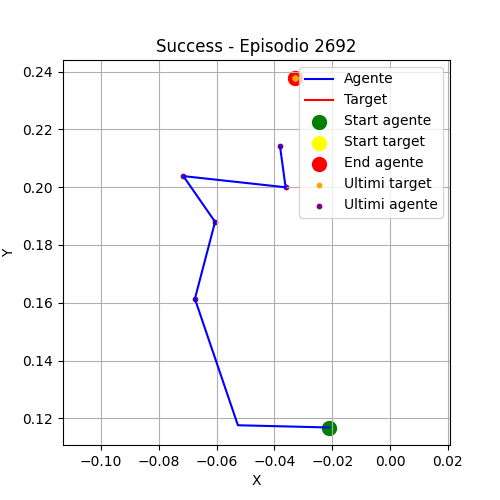 Success - Episodio 2692
Y
0.24
0.22
0.20
0.18
0.16
0.14
0.12
Agente
Target
Start agente
Start target
End agente
Ultimi target
Ultimi agente
−0.10 −0.08 −0.06 −0.04 −0.02 0.00 0.02
X